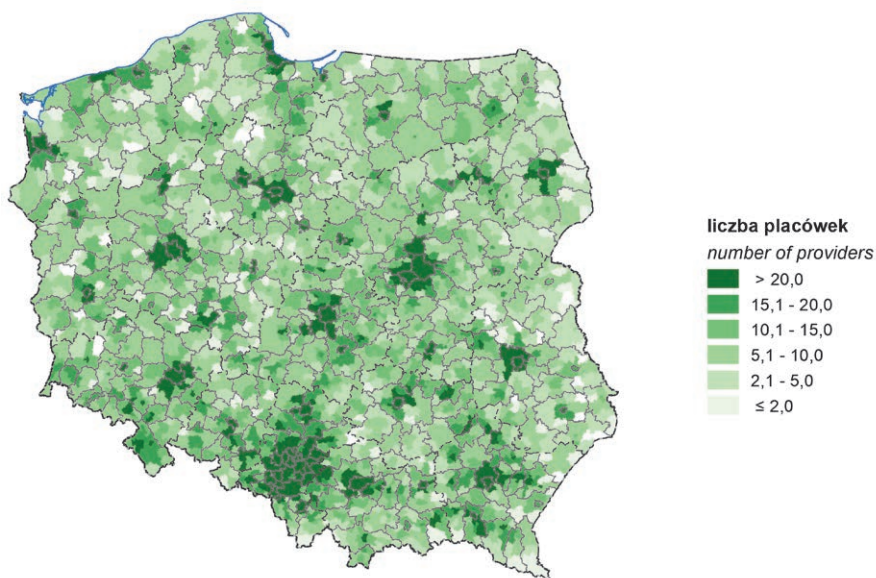 liczba placówek
number of providers
> 20,0
15,1 - 20,0
10,1 - 15,0
5,1 - 10,0
2,1 - 5,0
≤ 2,0